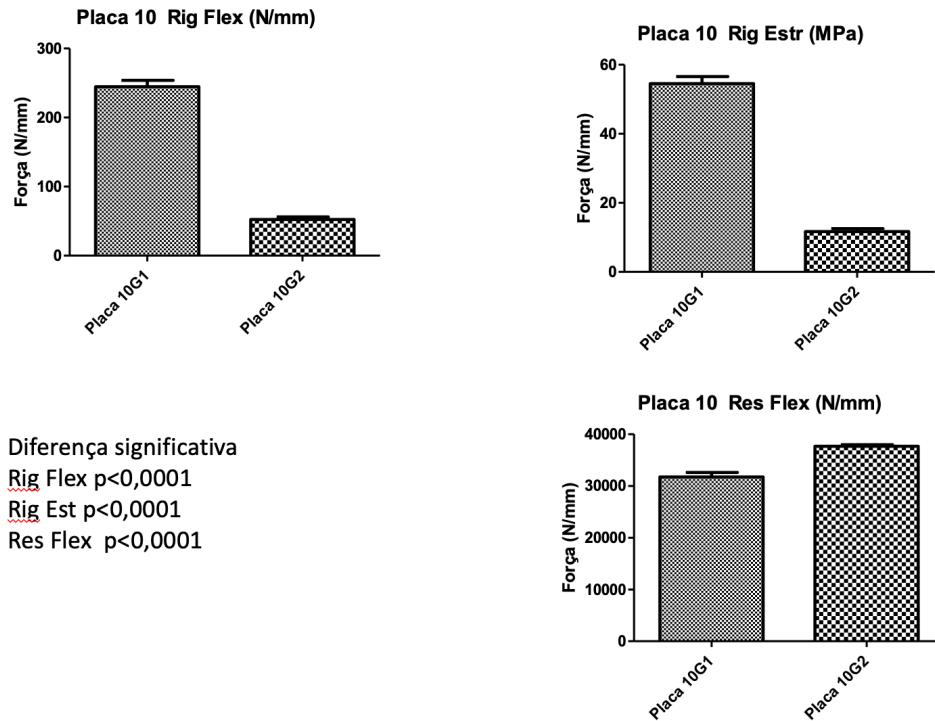 Placa 10 Rig Flex (N/mm)
Força (N/mm)
300
200
100
0
Placa 10G1
Placa 10G2
Placa 10 Rig Estr (MPa)
Força (N/mm)
60
40
20
0
Placa 10G1
Placa 10G2
Diferença significativa
Rig Flex p<0,0001
Rig Est p<0,0001
Res Flex p<0,0001
Placa 10 Res Flex (N/mm)
Força (N/mm)
40000
30000
20000
10000
0
Placa 10G1
Placa 10G2